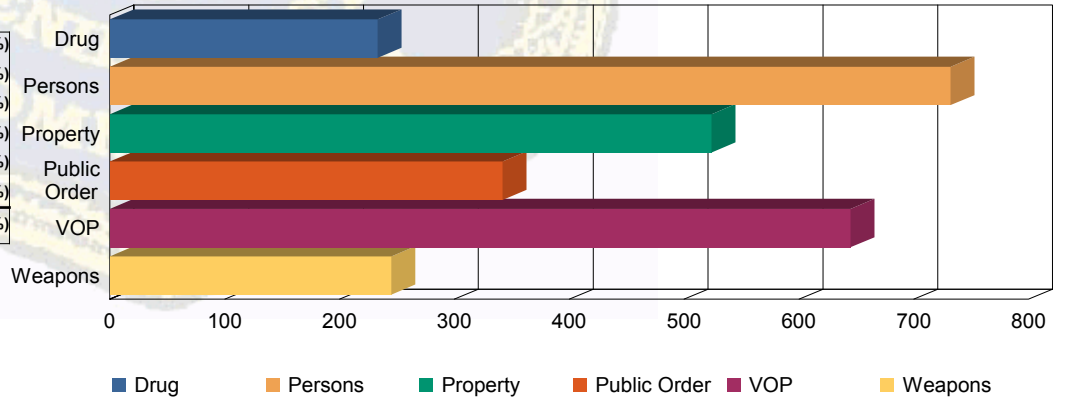 %)
%)
%)
%)
%)
%)
%)
Drug
Persons
Property
Public
Order
VOP
Weapons
0 100 200 300 400 500 600 700 800
Drug Persons Property Public Order VOP Weapons